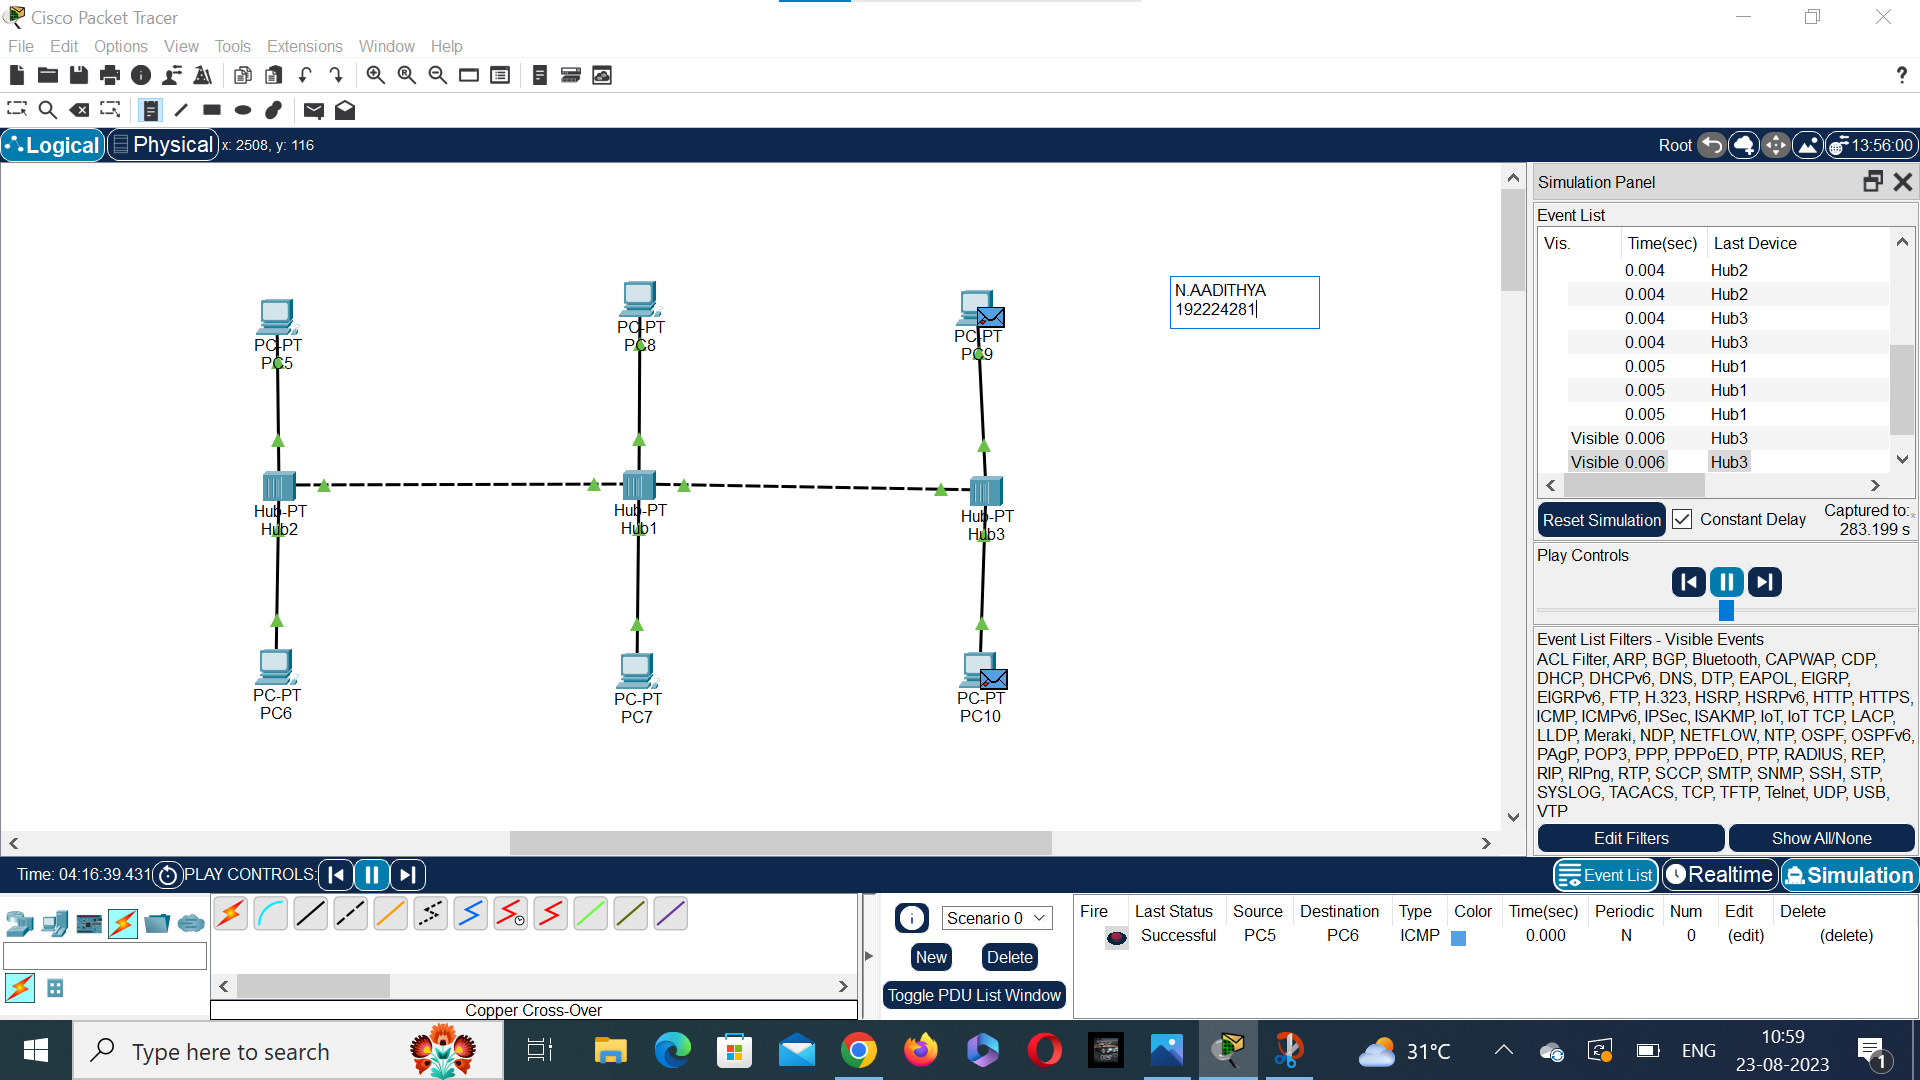 Cisco Packet Tracer
File Edit Options View Tools Extensions Window Help
?
Logical Physical x: 2508, y: 116
Root 13:56:00
Simulation Panel
Event List
Vis. Time(sec) Last Device
0.004 Hub2
0.004 Hub2
0.004 Hub3
0.004 Hub3
0.005 Hub1
0.005 Hub1
0.005 Hub1
Visible 0.006 Hub3
Visible 0.006 Hub3
Reset Simulation Constant Delay Captured to:
283.199 s
Play Controls
Event List Filters - Visible Events
ACL Filter, ARP, BGP, Bluetooth, CAPWAP, CDP,
DHCP, DHCPv6, DNS, DTP, EAPOL, EIGRP,
EIGRPv6, FTP, H.323, HSRP, HSRPv6, HTTP, HTTPS,
ICMP, ICMPv6, IPSec, ISAKMP, IoT, IoT TCP, LACP,
LLDP, Meraki, NDP, NETFLOW, NTP, OSPF, OSPFv6,
PAgP, POP3, PPP, PPPoED, PTP, RADIUS, REP,
RIP, RIPng, RTP, SCCP, SMTP, SNMP, SSH, STP,
SYSLOG, TACACS, TCP, TFTP, Telnet, UDP, USB,
VTP
Edit Filters Show All/None
N.AADITHYA
192224281
PC-PT
PC5
PC-PT
PC8
PC-PT
PC9
Hub-PT
Hub2
Hub-PT
Hub1
Hub-PT
Hub3
PC-PT
PC6
PC-PT
PC7
PC-PT
PC10
Time: 04:16:39.431 PLAY CONTROLS:
Event List Realtime Simulation
Copper Cross-Over
Scenario 0
New Delete
Toggle PDU List Window
Fire Last Status Source Destination Type Color Time(sec) Periodic Num Edit Delete
Successful PC5 PC6 ICMP 0.000 N 0 (edit) (delete)
Type here to search
31°C
ENG
10:59
23-08-2023
1